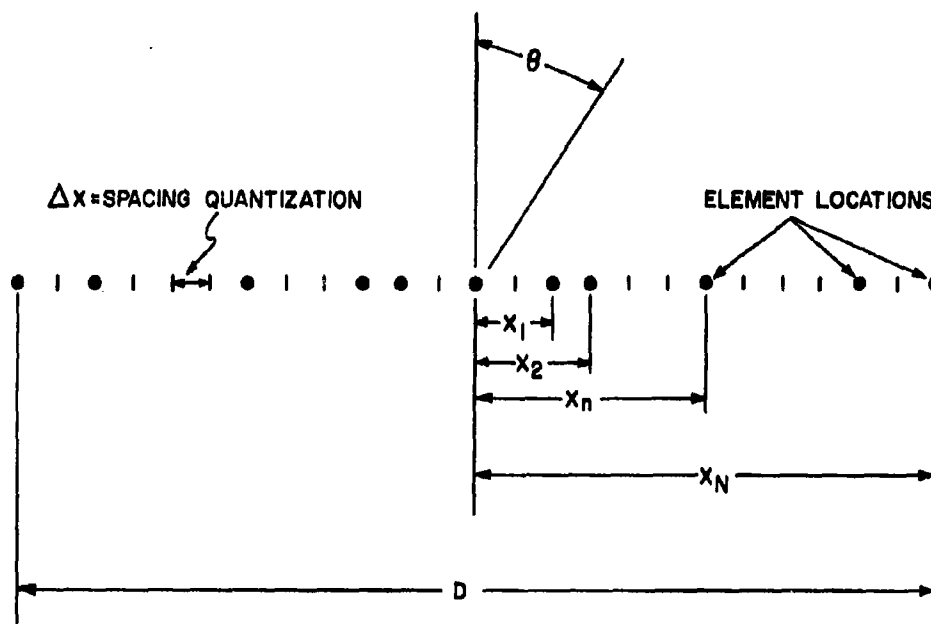 θ
Δx = SPACING QUANTIZATION
ELEMENT LOCATIONS
x1
x2
xn
xN
D